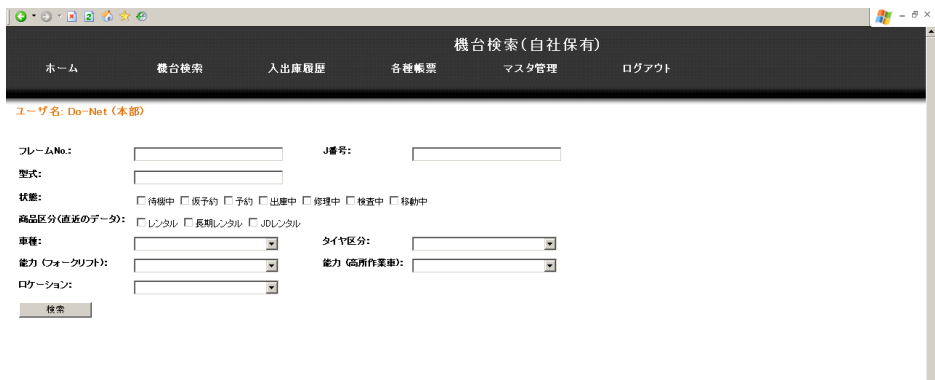 機台検索(自社保有)
ホーム 機台検索 入出庫履歴 各種帳票 マスタ管理 ログアウト
ユーザ名: Do-Net (本部)
フレームNo.: J番号:
型式:
状態: 待機中 仮予約 予約 出庫中 修理中 検査中 移動中
商品区分(直近のデータ): レンタル 長期レンタル JDレンタル
車種: タイヤ区分:
能力 (フォークリフト): 能力 (高所作業車):
ロケーション:
検索